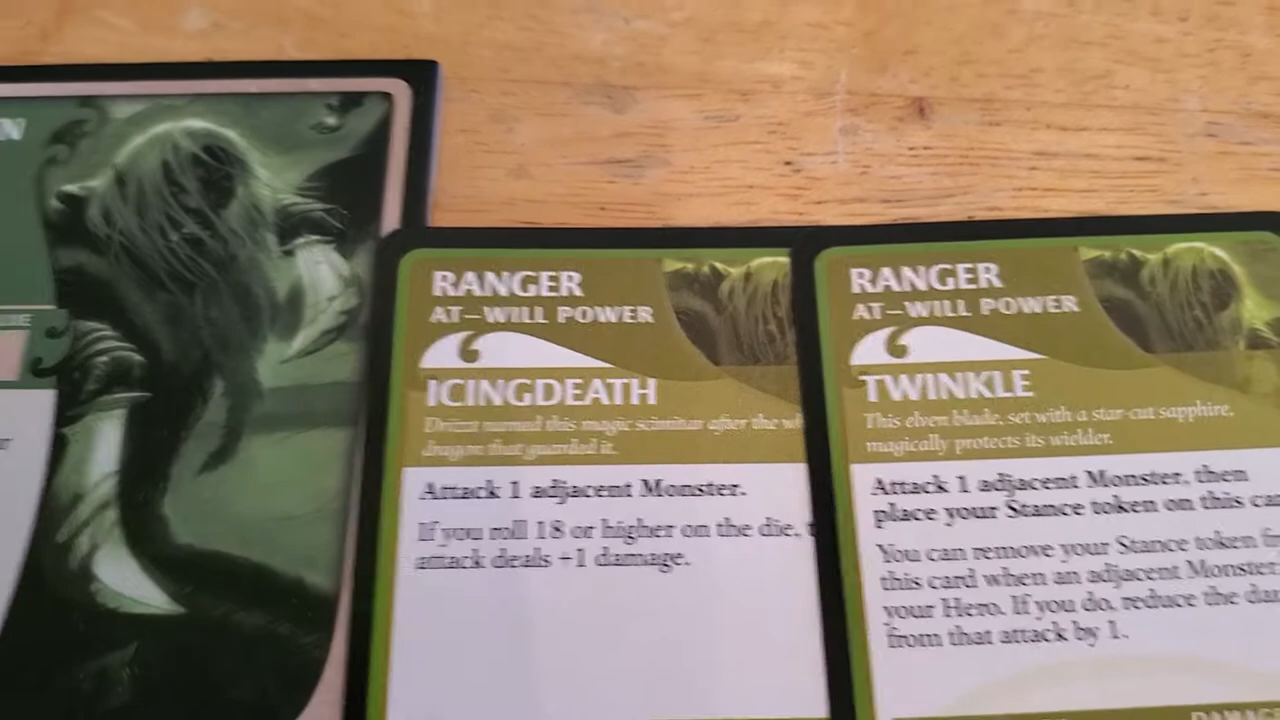 RANGER
AT–WILL POWER
ICINGDEATH
Drizzt named this magic scimitar after the
dragon that guarded it.
Attack 1 adjacent Monster.
If you roll 18 or higher on the die,
attack deals +1 damage.
RANGER
AT–WILL POWER
TWINKLE
This elven blade, set with a star-cut sapphire,
magically protects its wielder.
Attack 1 adjacent Monster, then
place your Stance token on this
You can remove your Stance token
this card when an adjacent Monster
your Hero. If you do, reduce the
from that attack by 1.